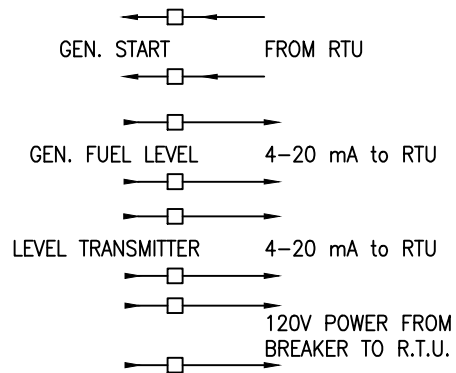 GEN. START FROM RTU
GEN. FUEL LEVEL 4-20 mA to RTU
LEVEL TRANSMITTER 4-20 mA to RTU
120V POWER FROM
BREAKER TO R.T.U.